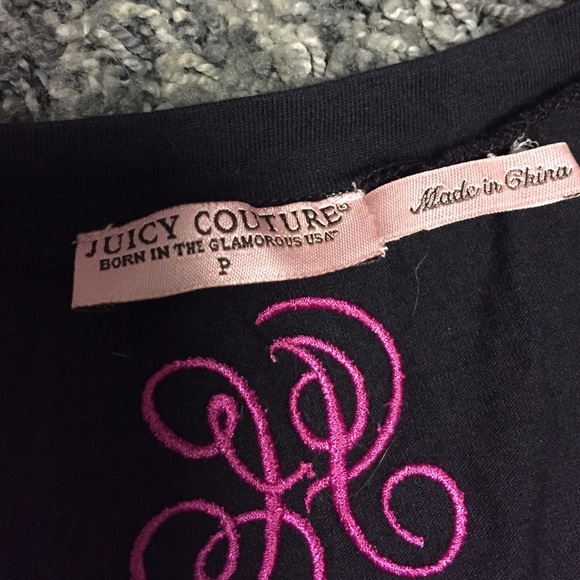 JUICY COUTURE®
BORN IN THE GLAMOROUS USA™
P
Made in China